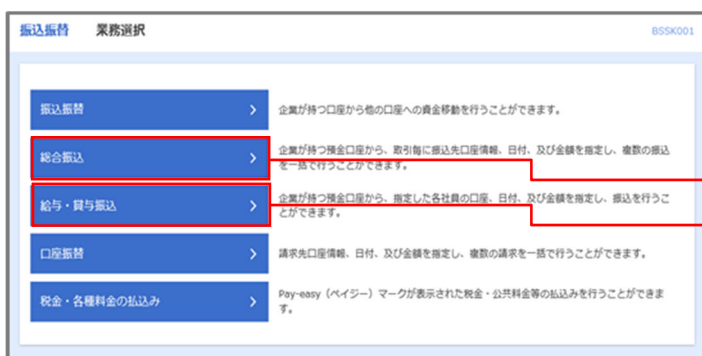 振込振替 業務選択 BSSK001
振込振替
企業が持つ口座から他の口座への資金移動を行うことができます。
総合振込
企業が持つ預金口座から、取引毎に振込先口座情報、日付、及び金額を指定し、複数の振込
を一括で行うことができます。
給与・賞与振込
企業が持つ預金口座から、指定した各社員の口座、日付、及び金額を指定し、振込を行うこ
とができます。
口座振替
請求先口座情報、日付、及び金額を指定し、複数の請求を一括で行うことができます。
税金・各種料金の払込み
Pay-easy（ペイジー）マークが表示された税金・公共料金等の払込みを行うことができま
す。